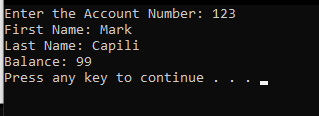 Enter the Account Number: 123
First Name: Mark
Last Name: Capili
Balance: 99
Press any key to continue . . .